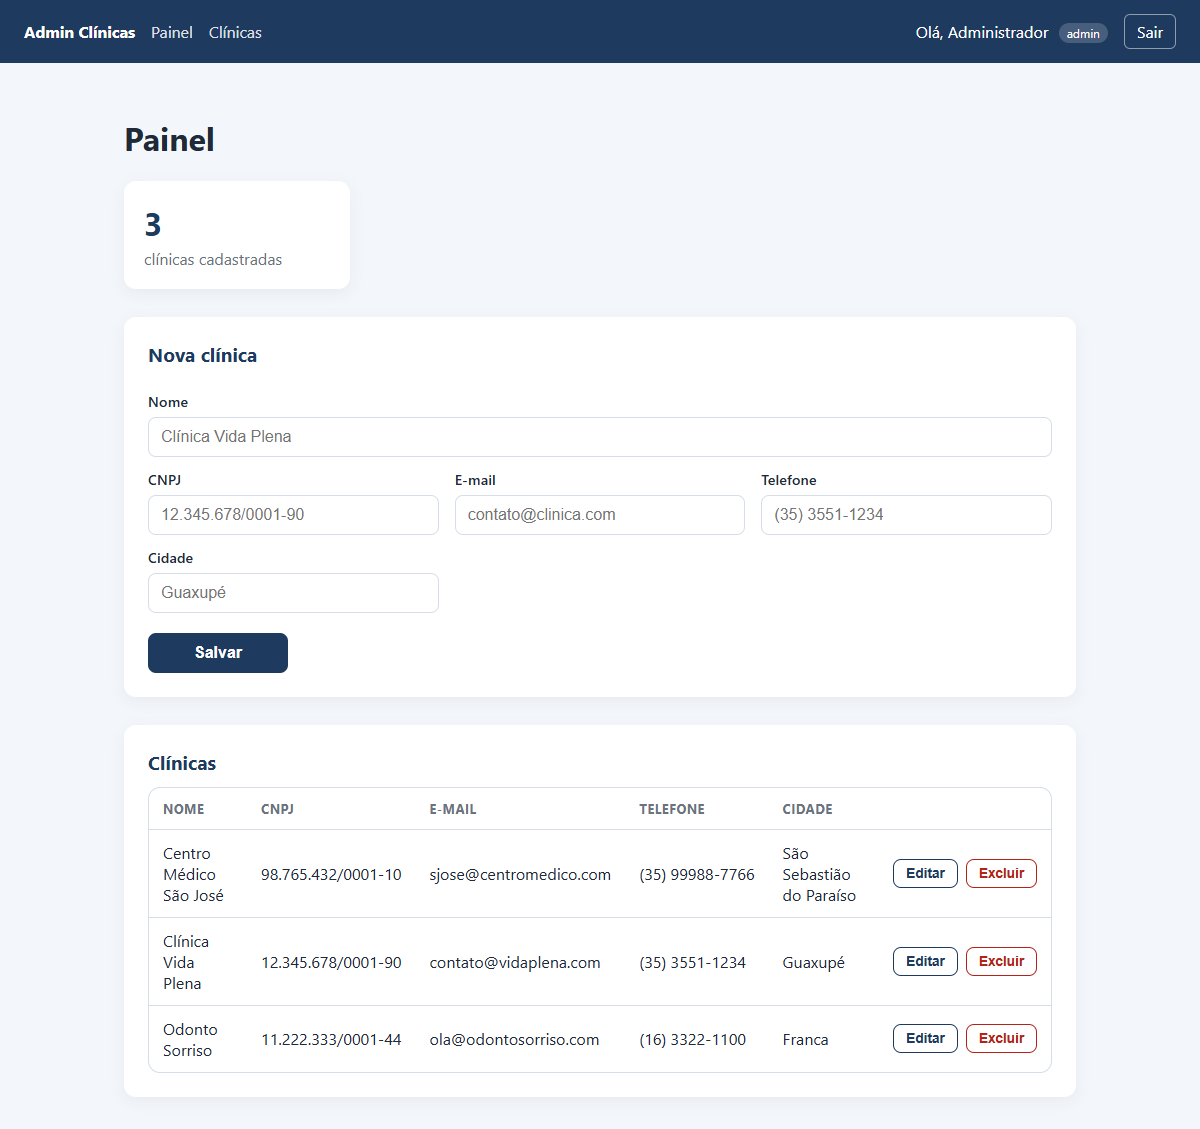 Admin Clínicas Painel Clínicas Olá, Administrador admin Sair
Painel
3
clínicas cadastradas
Nova clínica
Nome
Clínica Vida Plena
CNPJ E-mail Telefone
12.345.678/0001-90 contato@clinica.com (35) 3551-1234
Cidade
Guaxupé
Salvar
Clínicas
NOME CNPJ E-MAIL TELEFONE CIDADE
Centro Médico São José 98.765.432/0001-10 sjose@centromedico.com (35) 99988-7766 São Sebastião do Paraíso Editar Excluir
Clínica Vida Plena 12.345.678/0001-90 contato@vidaplena.com (35) 3551-1234 Guaxupé Editar Excluir
Odonto Sorriso 11.222.333/0001-44 ola@odontosorriso.com (16) 3322-1100 Franca Editar Excluir